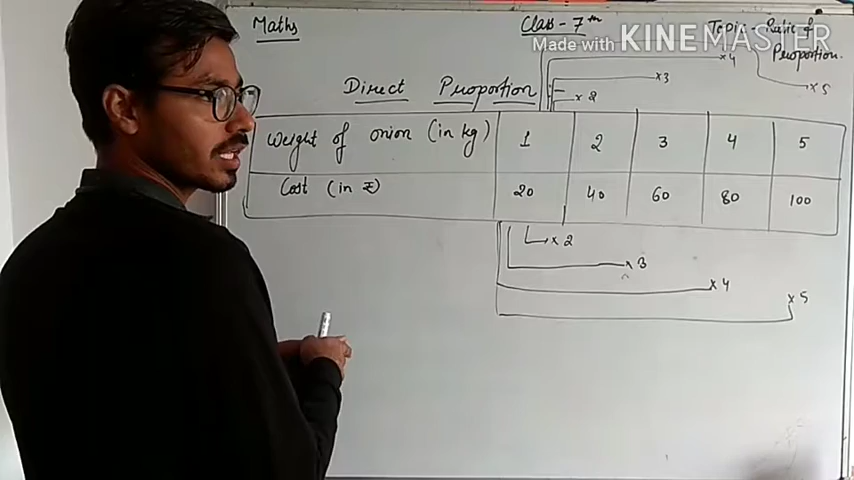 Maths
Class - 7th
Topic - Ratio &
Proportion.
Made with KINEMASTER
x 4
x 3
x 5
x 2
Direct Proportion
Weight of onion (in kg) 1 2 3 4 5
Cost (in ₹) 20 40 60 80 100
x 2
x 3
x 4
x 5